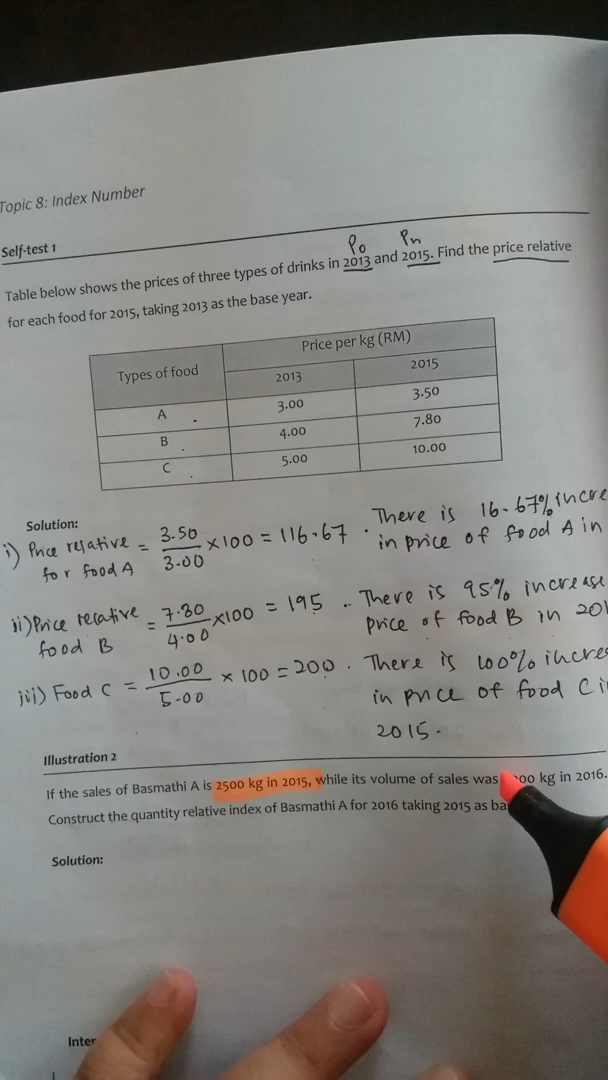 Topic 8: Index Number
Self-test 1
Po Pn
Table below shows the prices of three types of drinks in 2013 and 2015. Find the price relative
for each food for 2015, taking 2013 as the base year.
Types of food Price per kg (RM)
2013 2015
A 3.00 3.50
B 4.00 7.80
C 5.00 10.00
Solution:
i) Price relative for food A = 3.50/3.00 x 100 = 116.67 . There is 16.67%
in price of food A in
ii) Price relative food B = 7.80/4.00 x 100 = 195 . There is 95% increase
price of food B in
iii) Food C = 10.00/5.00 x 100 = 200 . There is 100%
in price of food C
2015.
Illustration 2
If the sales of Basmathi A is 2500 kg in 2015, while its volume of sales was kg in 2016.
Construct the quantity relative index of Basmathi A for 2016 taking 2015 as
Solution: